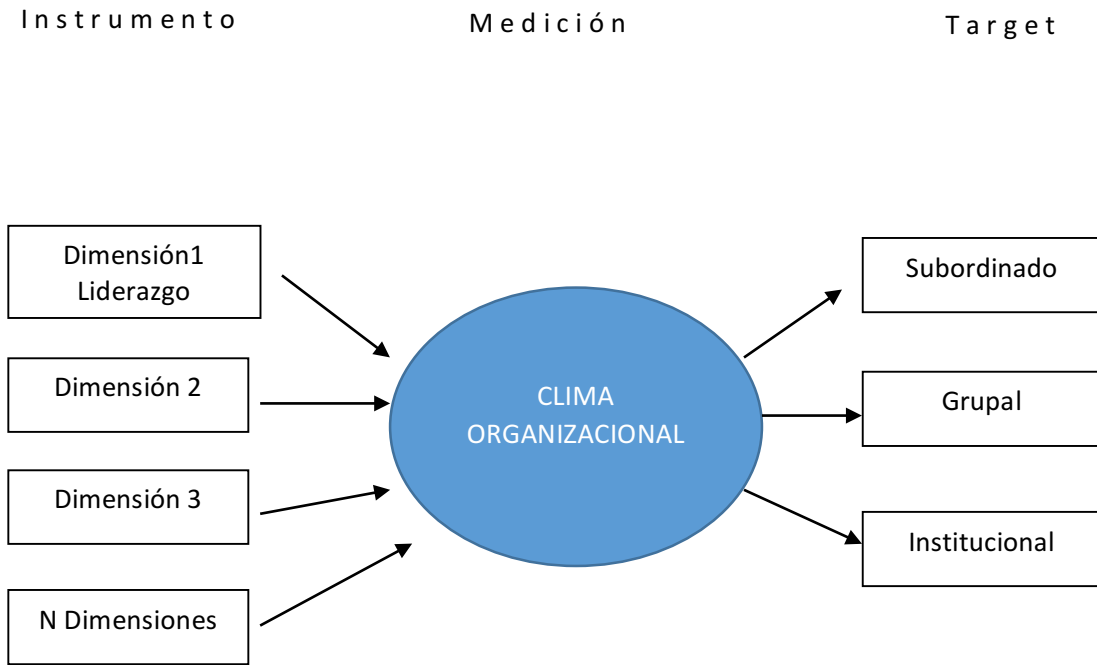 Instrumento
Medición
Target
Dimensión1
Liderazgo
Dimensión 2
Dimensión 3
N Dimensiones
CLIMA
ORGANIZACIONAL
Subordinado
Grupal
Institucional